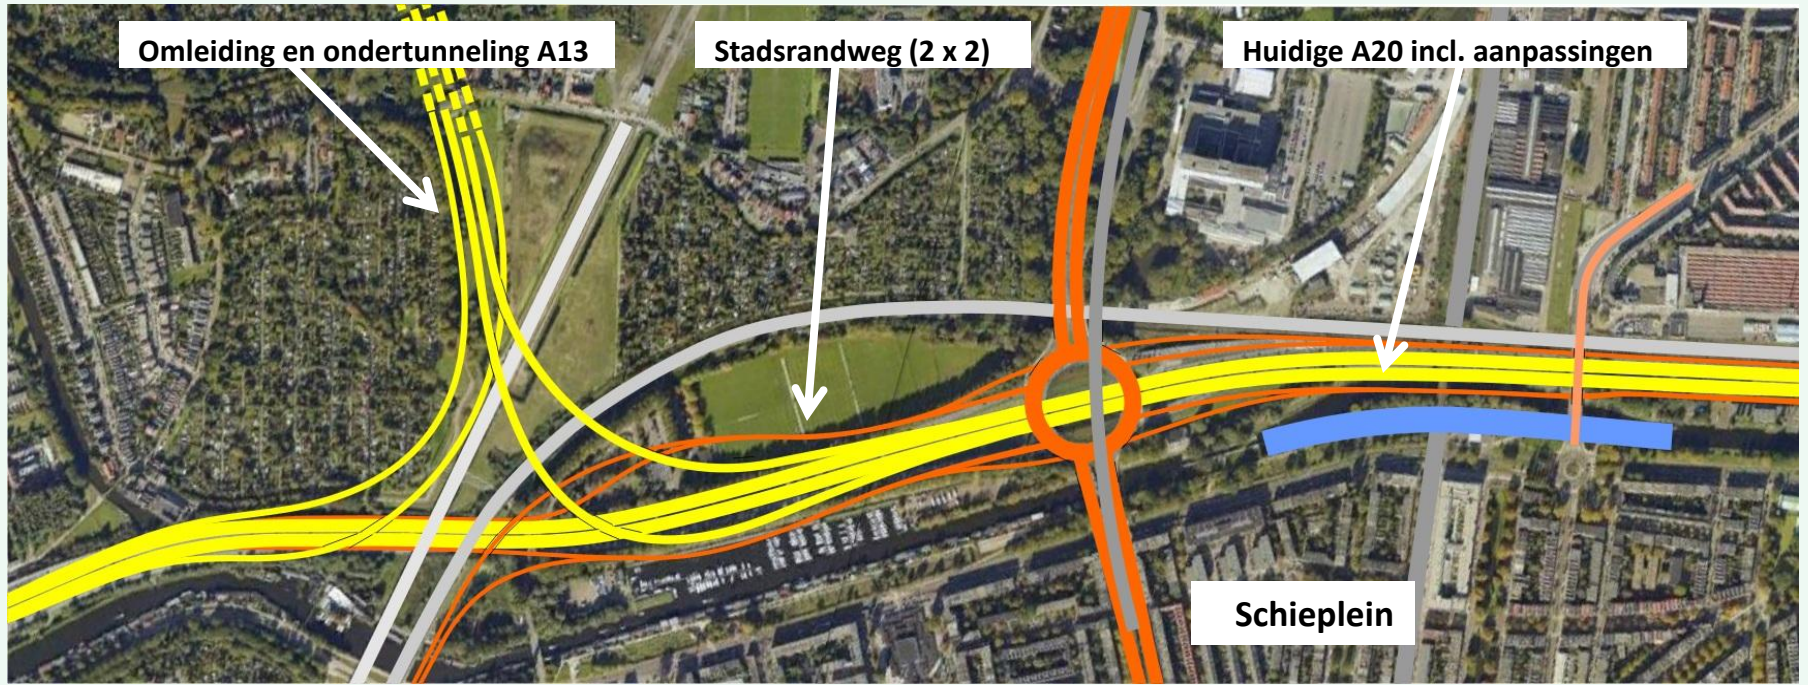 Omleiding en ondertunneling A13
Stadsrandweg (2 x 2)
Huidige A20 incl. aanpassingen
Schieplein